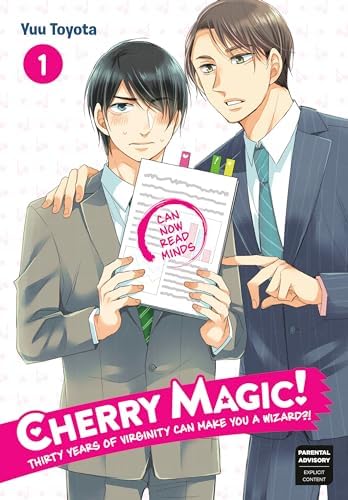 Yuu Toyota
1
CAN
NOW
READ
MINDS
CHERRY MAGIC!
THIRTY YEARS OF VIRGINITY CAN MAKE YOU A WIZARD?!
PARENTAL
ADVISORY
EXPLICIT
CONTENT